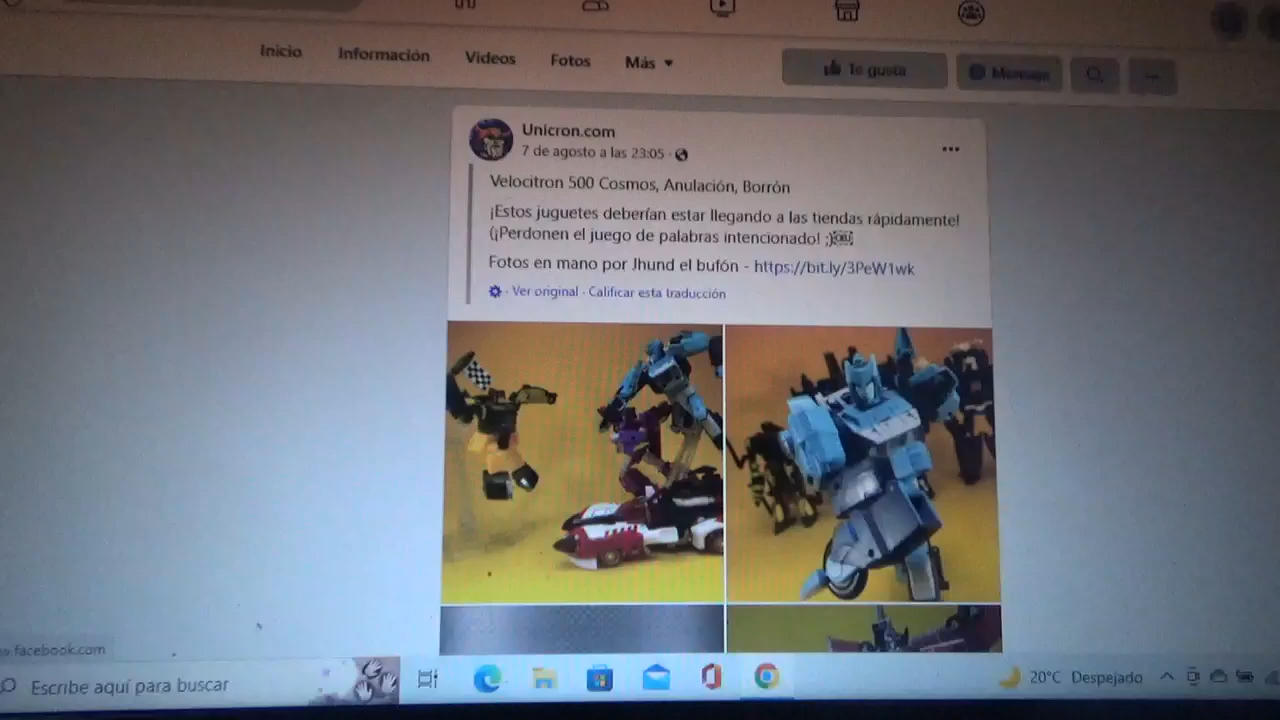 Inicio
Información
Videos
Fotos
Más
Te gusta
Mensaje
Unicron.com
7 de agosto a las 23:05 ·
Velocitron 500 Cosmos, Anulación, Borrón
¡Estos juguetes deberían estar llegando a las tiendas rápidamente!
(¡Perdonen el juego de palabras intencionado! ;)
Fotos en mano por Jhund el bufón - https://bit.ly/3PeW1wk
· Ver original · Calificar esta traducción
facebook.com
Escribe aquí para buscar
20°C Despejado